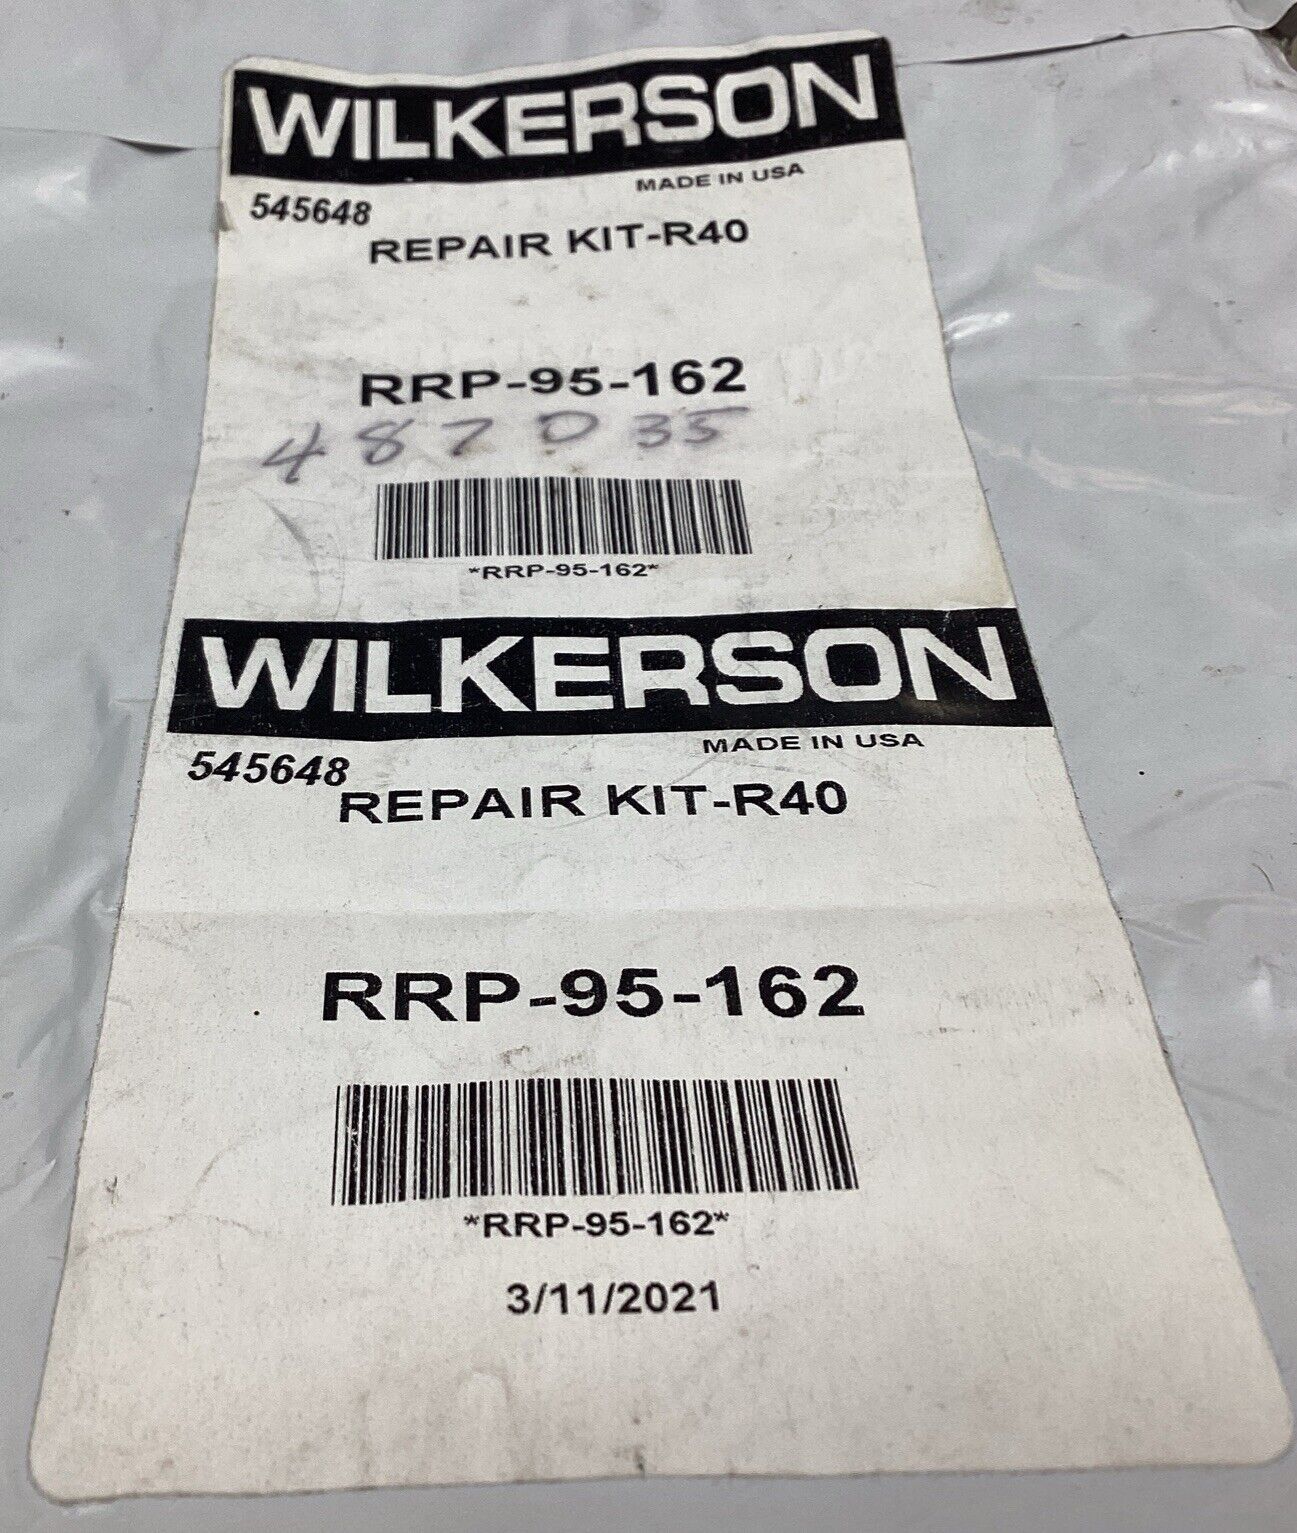 WILKERSON
MADE IN USA
545648
REPAIR KIT-R40
RRP-95-162
487035
*RRP-95-162*
WILKERSON
MADE IN USA
545648
REPAIR KIT-R40
RRP-95-162
*RRP-95-162*
3/11/2021